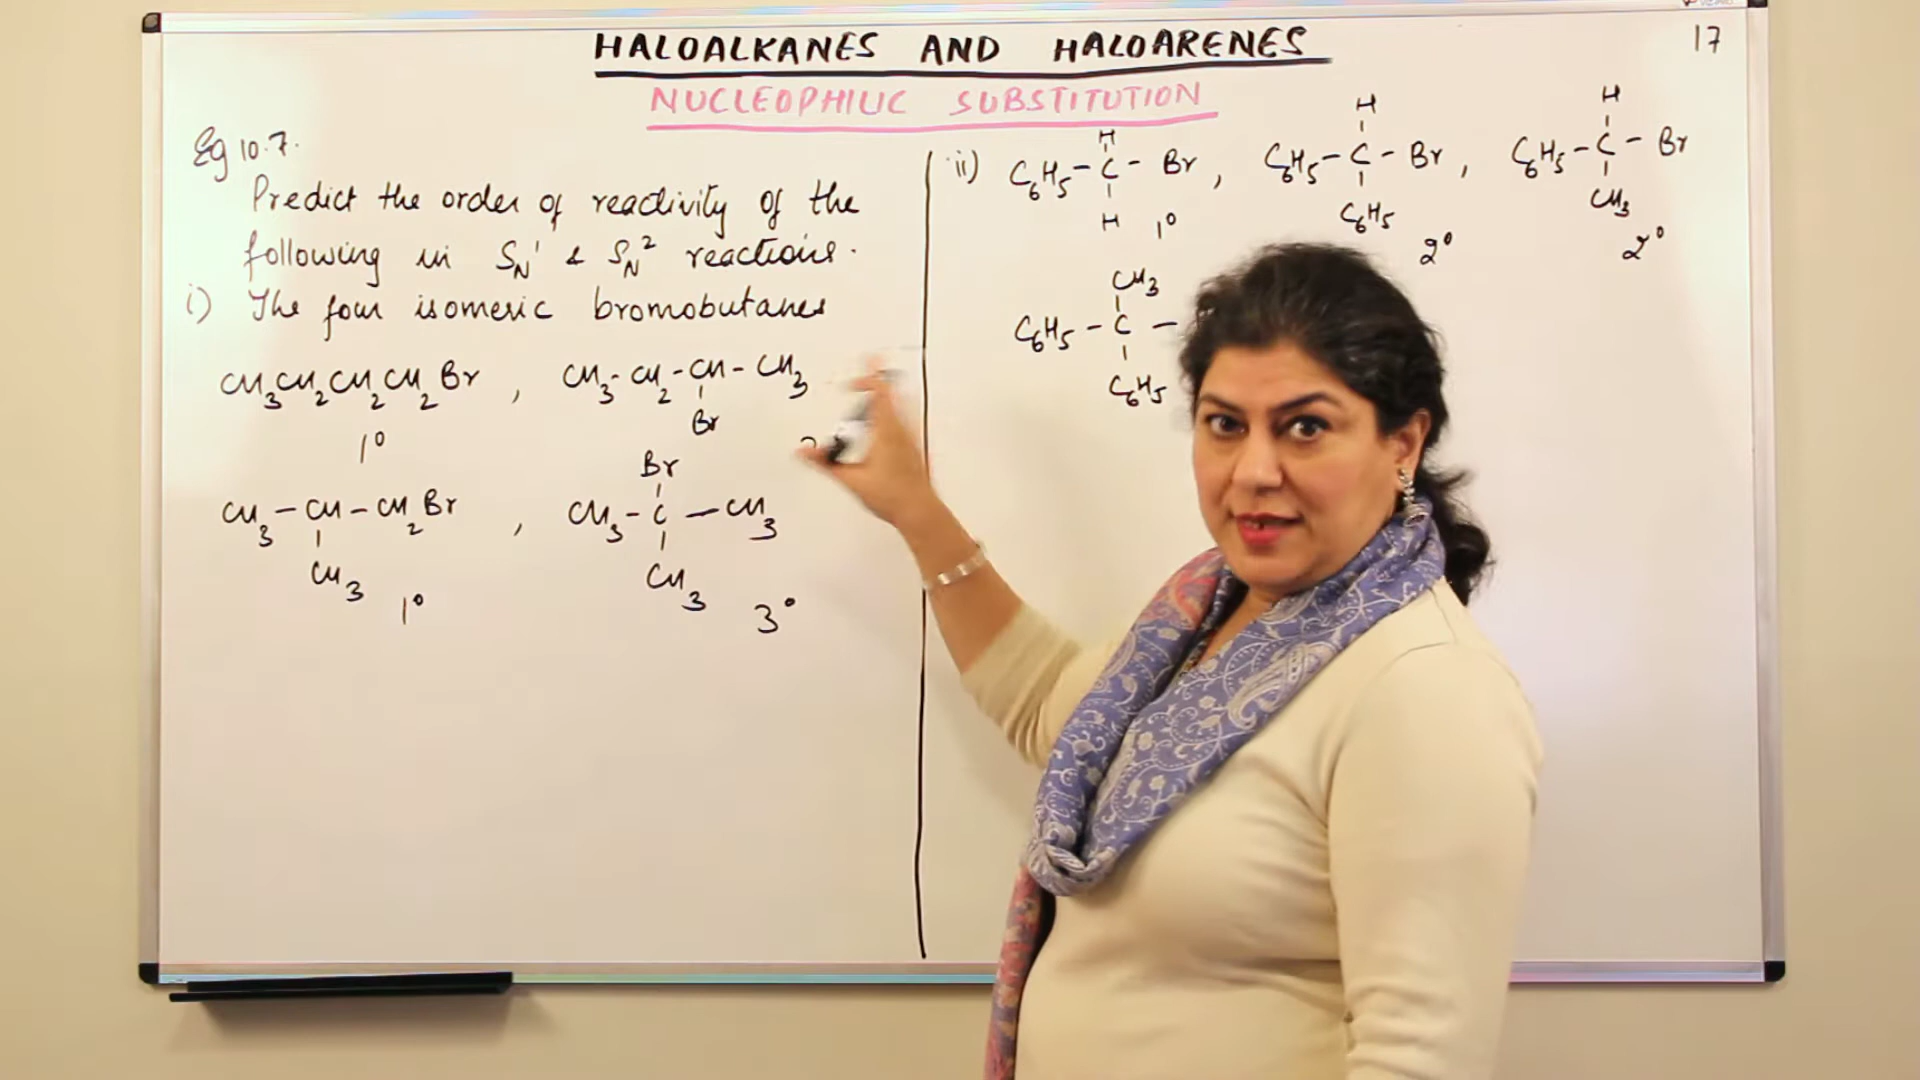 HALOALKANES AND HALOARENES
17
NUCLEOPHILIC SUBSTITUTION
Eg 10.7.
Predict the order of reactivity of the
following in SN1 & SN2 reactions.
i) The four isomeric bromobutanes
CH3CH2CH2CH2Br , CH3-CH2-CH-CH3
Br
1°
Br
CH3-CH-CH2Br , CH3-C-CH3
CH3 CH3
1° 3°
H H H
ii) C6H5-C-Br , C6H5-C-Br , C6H5-C-Br
H C6H5 CH3
1° 2° 2°
CH3
C6H5-C-
C6H5